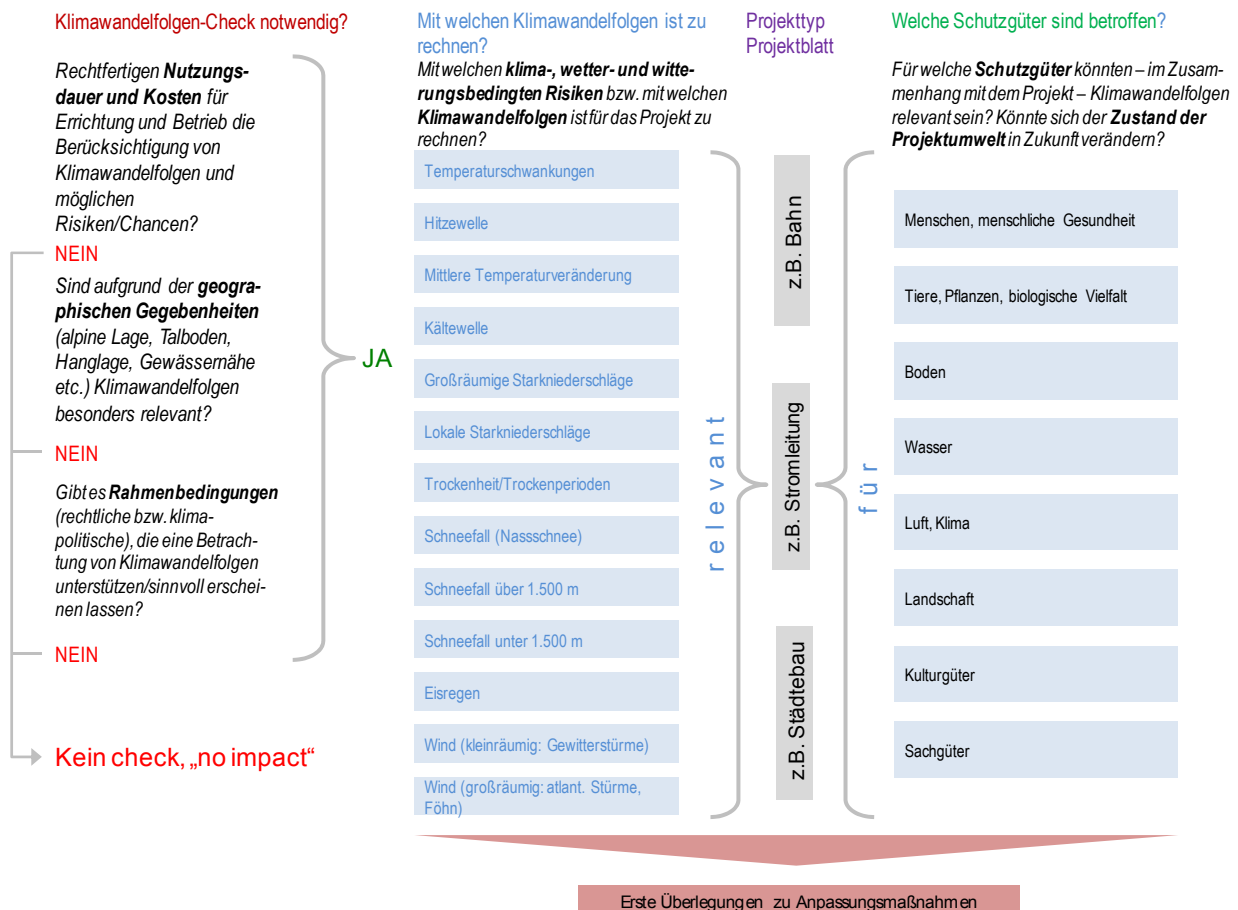 Klimawandelfolgen-Check notwendig?
Rechtfertigen Nutzungs-
dauer und Kosten für
Errichtung und Betrieb die
Berücksichtigung von
Klimawandelfolgen und
möglichen
Risiken/Chancen?
NEIN
Sind aufgrund der geogra-
phischen Gegebenheiten
(alpine Lage, Talboden,
Hanglage, Gewässernähe
etc.) Klimawandelfolgen
besonders relevant?
NEIN
Gibt es Rahmenbedingungen
(rechtliche bzw. klima-
politische), die eine Betrach-
tung von Klimawandelfolgen
unterstützen/sinnvoll erschei-
nen lassen?
NEIN
Kein check, „no impact“
JA
Mit welchen Klimawandelfolgen ist zu
rechnen?
Mit welchen klima-, wetter- und witte-
rungsbedingten Risiken bzw. mit welchen
Klimawandelfolgen ist für das Projekt zu
rechnen?
Temperaturschwankungen
Hitzewelle
Mittlere Temperaturveränderung
Kältewelle
Großräumige Starkniederschläge
Lokale Starkniederschläge
Trockenheit/Trockenperioden
Schneefall (Nassschnee)
Schneefall über 1.500 m
Schneefall unter 1.500 m
Eisregen
Wind (kleinräumig: Gewitterstürme)
Wind (großräumig: atlant. Stürme,
Föhn)
relevant
Projekttyp
Projektblatt
z.B. Bahn
z.B. Stromleitung
z.B. Städtebau
für
Welche Schutzgüter sind betroffen?
Für welche Schutzgüter könnten – im Zusam-
menhang mit dem Projekt – Klimawandelfolgen
relevant sein? Könnte sich der Zustand der
Projektumwelt in Zukunft verändern?
Menschen, menschliche Gesundheit
Tiere, Pflanzen, biologische Vielfalt
Boden
Wasser
Luft, Klima
Landschaft
Kulturgüter
Sachgüter
Erste Überlegungen zu Anpassungsmaßnahmen